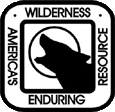 · WILDERNESS ·
AMERICA'S
RESOURCE
ENDURING